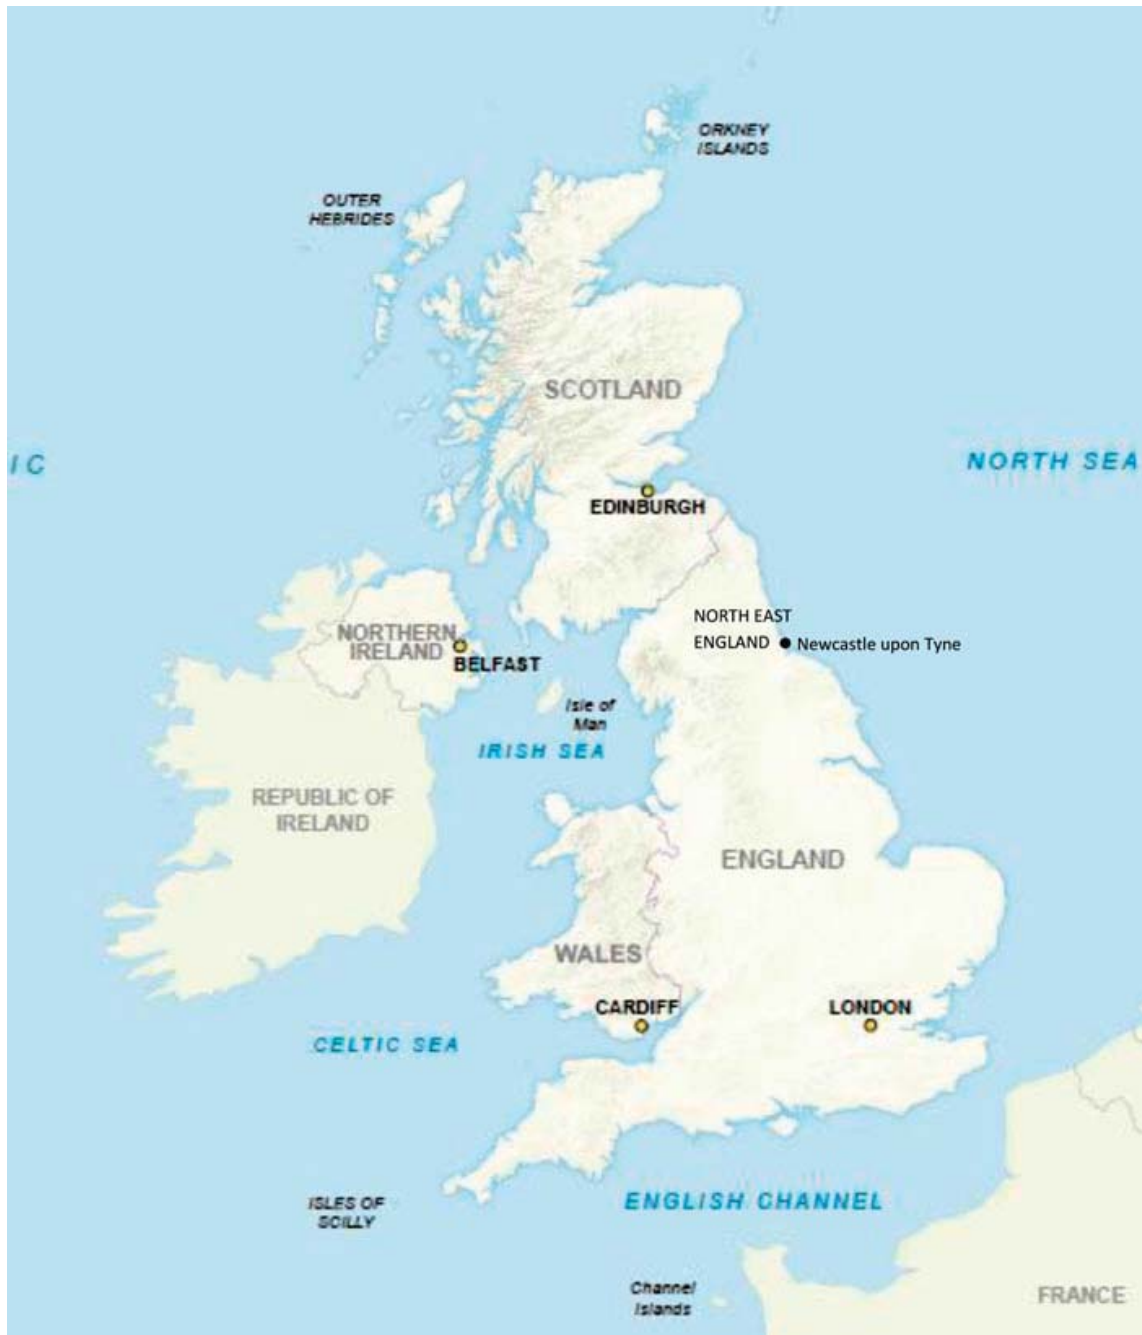 ORKNEY
ISLANDS
OUTER
HEBRIDES
SCOTLAND
IC
NORTH SEA
EDINBURGH
NORTH EAST
ENGLAND
Newcastle upon Tyne
NORTHERN
IRELAND
BELFAST
Isle of
Man
IRISH SEA
REPUBLIC OF
IRELAND
ENGLAND
WALES
CARDIFF
LONDON
CELTIC SEA
ISLES OF
SCILLY
ENGLISH CHANNEL
Channel
Islands
FRANCE